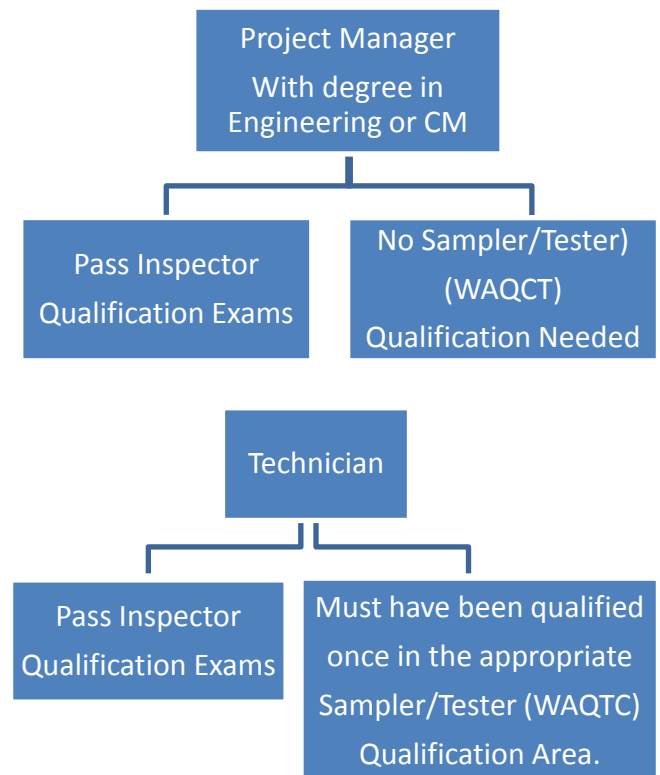 Project Manager
With degree in
Engineering or CM
Pass Inspector
Qualification Exams
No Sampler/Tester)
(WAQCT)
Qualification Needed
Technician
Pass Inspector
Qualification Exams
Must have been qualified
once in the appropriate
Sampler/Tester (WAQTC)
Qualification Area.